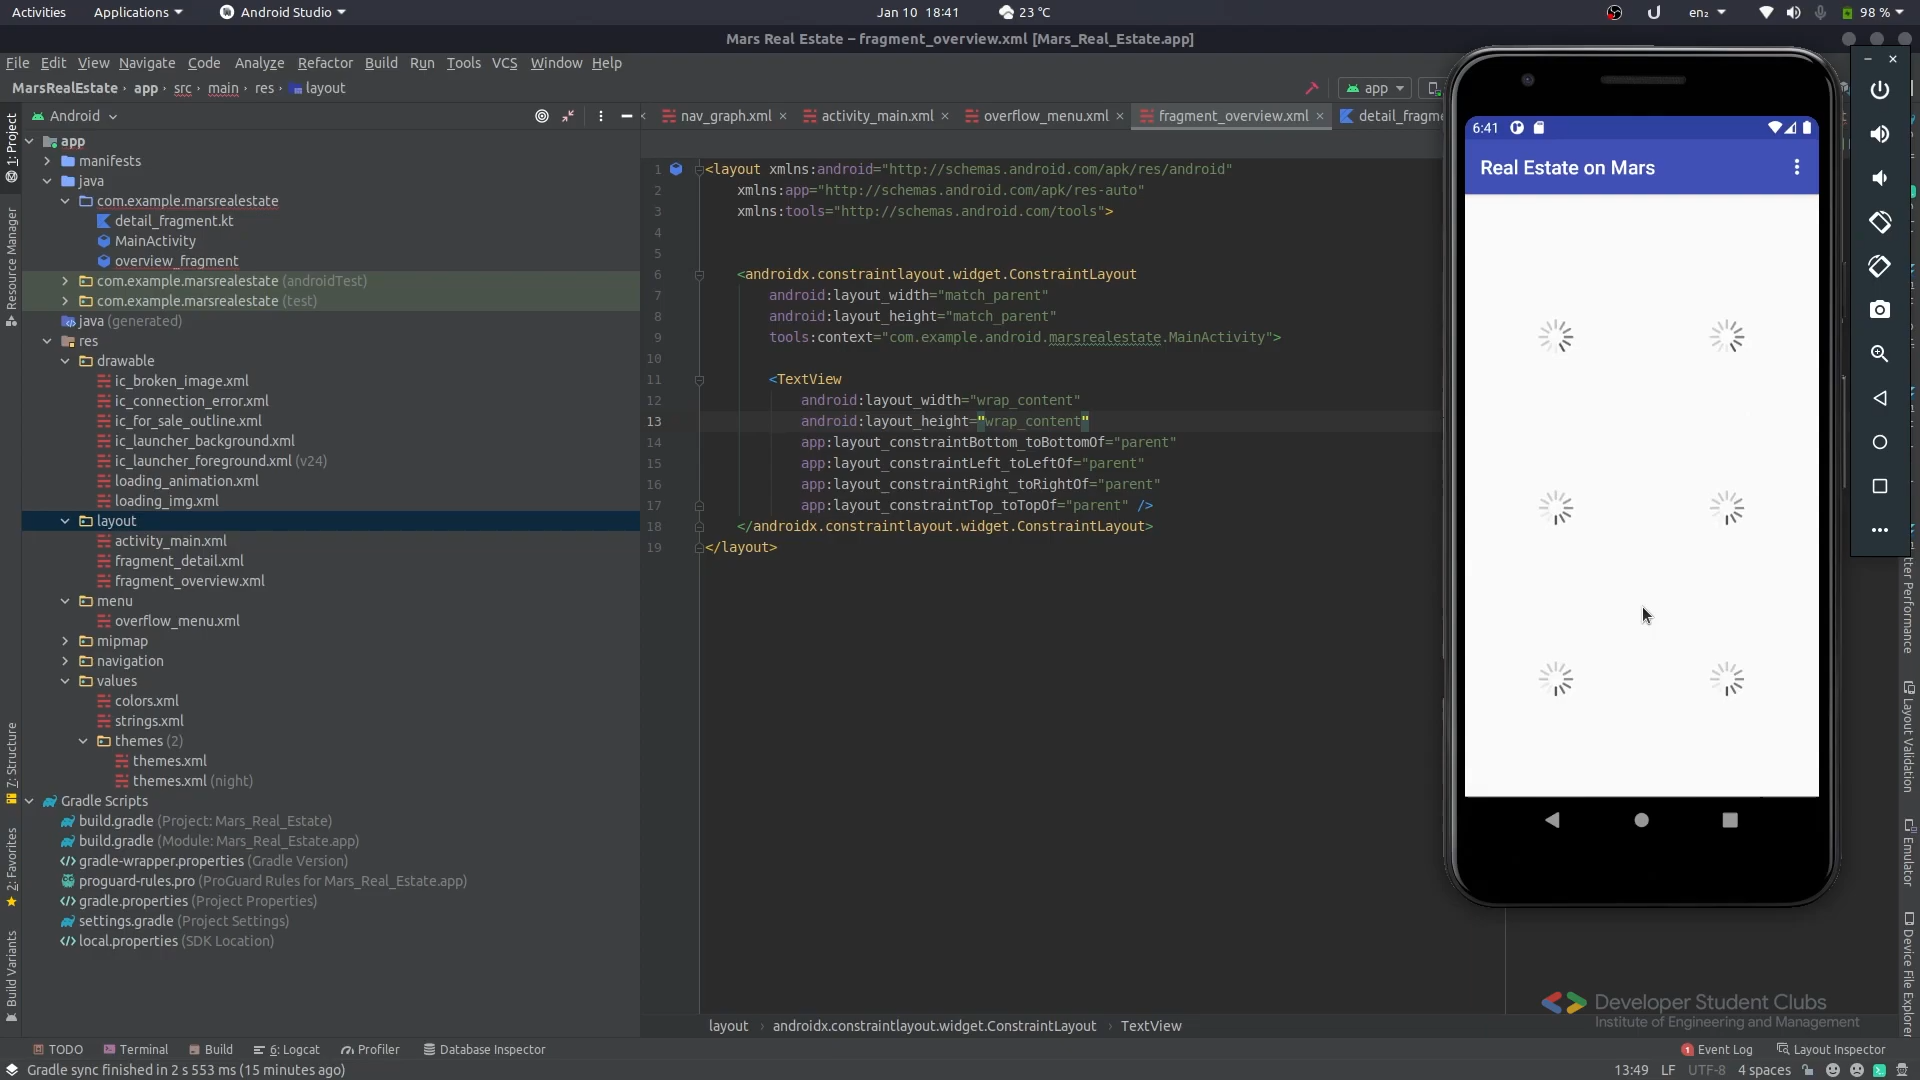 Activities Applications Android Studio Jan 10 18:41 23 °C en₂ 98 %
Mars Real Estate – fragment_overview.xml [Mars_Real_Estate.app]
File Edit View Navigate Code Analyze Refactor Build Run Tools VCS Window Help
MarsRealEstate app src main res layout app
Android
nav_graph.xml activity_main.xml overflow_menu.xml fragment_overview.xml detail_fragme
1: Project
Resource Manager
7: Structure
2: Favorites
Build Variants
app
manifests
java
com.example.marsrealestate
detail_fragment.kt
MainActivity
overview_fragment
com.example.marsrealestate (androidTest)
com.example.marsrealestate (test)
java (generated)
res
drawable
ic_broken_image.xml
ic_connection_error.xml
ic_for_sale_outline.xml
ic_launcher_background.xml
ic_launcher_foreground.xml (v24)
loading_animation.xml
loading_img.xml
layout
activity_main.xml
fragment_detail.xml
fragment_overview.xml
menu
overflow_menu.xml
mipmap
navigation
values
colors.xml
strings.xml
themes (2)
themes.xml
themes.xml (night)
Gradle Scripts
build.gradle (Project: Mars_Real_Estate)
build.gradle (Module: Mars_Real_Estate.app)
gradle-wrapper.properties (Gradle Version)
proguard-rules.pro (ProGuard Rules for Mars_Real_Estate.app)
gradle.properties (Project Properties)
settings.gradle (Project Settings)
local.properties (SDK Location)
1 <layout xmlns:android="http://schemas.android.com/apk/res/android"
2 xmlns:app="http://schemas.android.com/apk/res-auto"
3 xmlns:tools="http://schemas.android.com/tools">
4
5
6 <androidx.constraintlayout.widget.ConstraintLayout
7 android:layout_width="match_parent"
8 android:layout_height="match_parent"
9 tools:context="com.example.android.marsrealestate.MainActivity">
10
11 <TextView
12 android:layout_width="wrap_content"
13 android:layout_height="wrap_content"
14 app:layout_constraintBottom_toBottomOf="parent"
15 app:layout_constraintLeft_toLeftOf="parent"
16 app:layout_constraintRight_toRightOf="parent"
17 app:layout_constraintTop_toTopOf="parent" />
18 </androidx.constraintlayout.widget.ConstraintLayout>
19 </layout>
6:41
Real Estate on Mars
Performance
Layout Validation
Emulator
Device File Explorer
Developer Student Clubs
Institute of Engineering and Management
layout androidx.constraintlayout.widget.ConstraintLayout TextView
TODO Terminal Build 6: Logcat Profiler Database Inspector 1 Event Log Layout Inspector
Gradle sync finished in 2 s 553 ms (15 minutes ago) 13:49 LF UTF-8 4 spaces